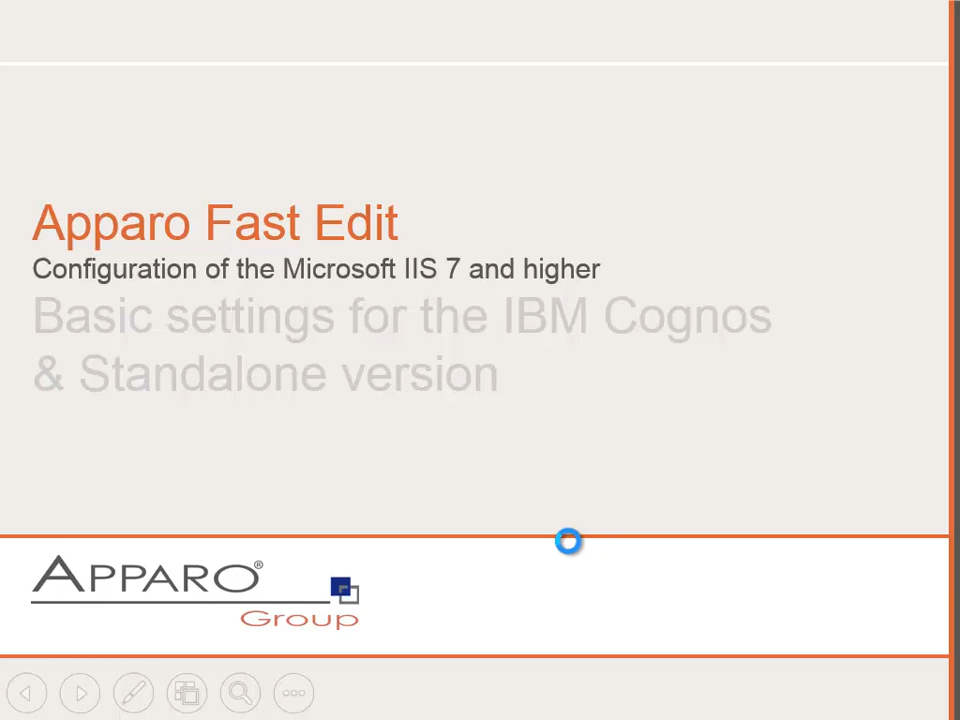 Apparo Fast Edit
Configuration of the Microsoft IIS 7 and higher
Basic settings for the IBM Cognos
& Standalone version
APPARO®
Group